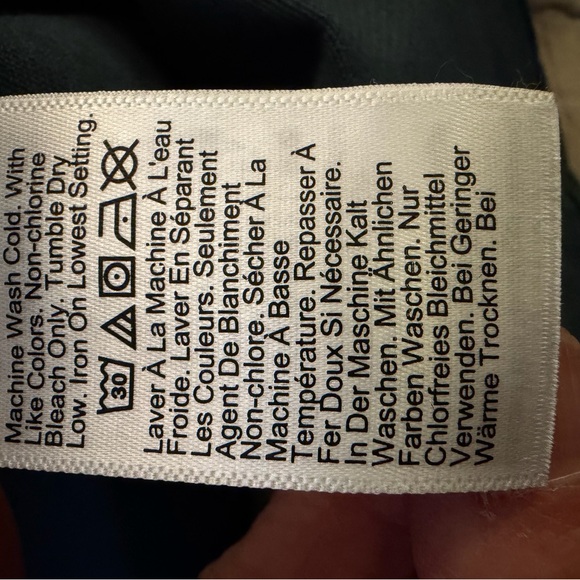 Machine Wash Cold. With
Like Colors. Non-chlorine
Bleach Only. Tumble Dry
Low. Iron On Lowest Setting.
30
Laver À La Machine À L'eau
Froide. Laver En Séparant
Les Couleurs. Seulement
Agent De Blanchiment
Non-chlore. Sécher À La
Machine À Basse
Température. Repasser À
Fer Doux Si Nécessaire.
In Der Maschine Kalt
Waschen. Mit Ähnlichen
Farben Waschen. Nur
Chlorfreies Bleichmittel
Verwenden. Bei Geringer
Wärme Trocknen. Bei